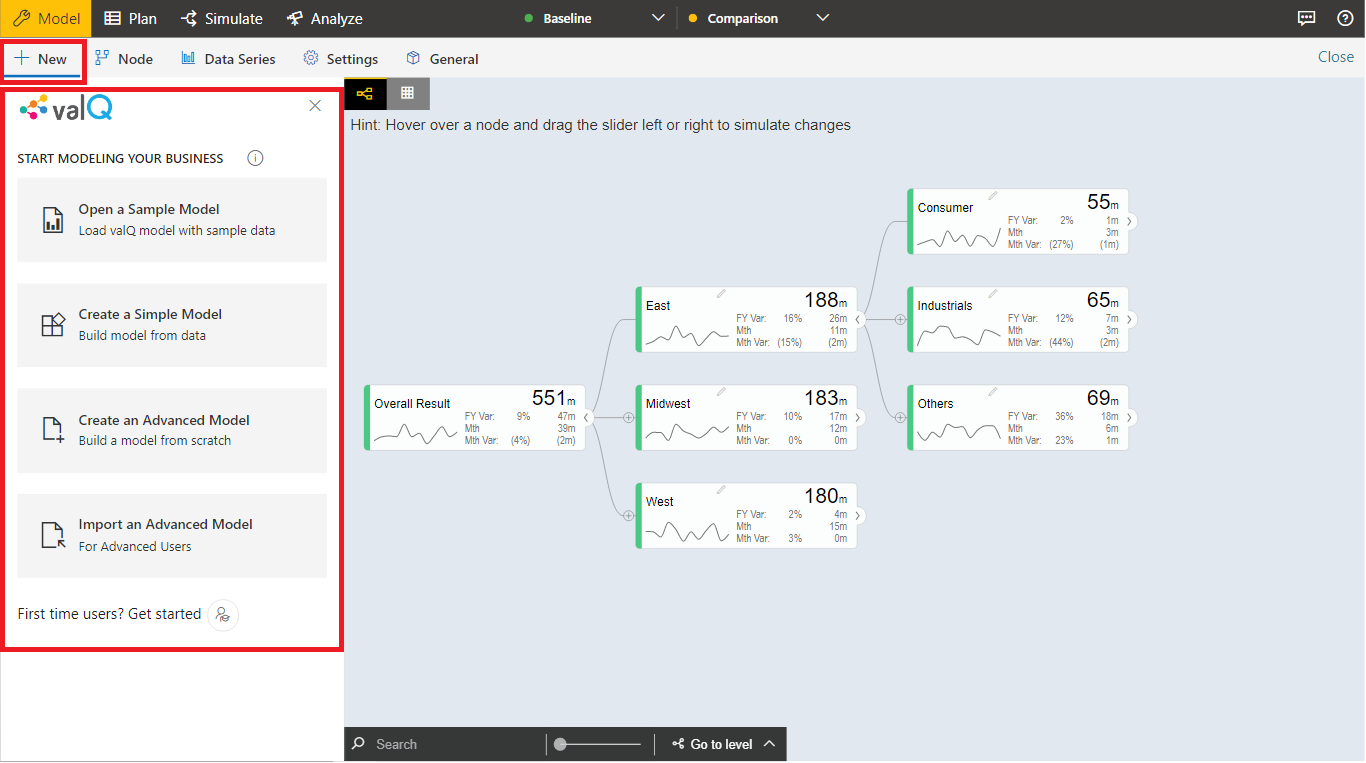 Model Plan Simulate Analyze Baseline Comparison
New Node Data Series Settings General Close
valQ
START MODELING YOUR BUSINESS
Open a Sample Model
Load valQ model with sample data
Create a Simple Model
Build model from data
Create an Advanced Model
Build a model from scratch
Import an Advanced Model
For Advanced Users
First time users? Get started
Hint: Hover over a node and drag the slider left or right to simulate changes
Overall Result 551m
FY Var: 9% 47m
Mth 39m
Mth Var: (4%) (2m)
East 188m
FY Var: 16% 26m
Mth 11m
Mth Var: (15%) (2m)
Midwest 183m
FY Var: 10% 17m
Mth 12m
Mth Var: 0% 0m
West 180m
FY Var: 2% 4m
Mth 15m
Mth Var: 3% 0m
Consumer 55m
FY Var: 2% 1m
Mth 3m
Mth Var: (27%) (1m)
Industrials 65m
FY Var: 12% 7m
Mth 3m
Mth Var: (44%) (2m)
Others 69m
FY Var: 36% 18m
Mth 6m
Mth Var: 23% 1m
Search Go to level